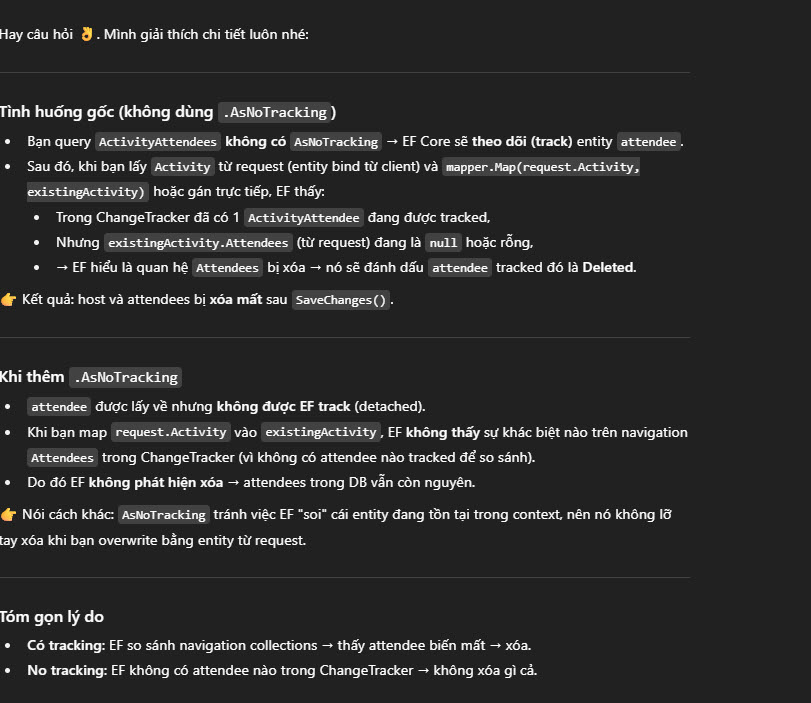 Hay câu hỏi 👌. Mình giải thích chi tiết luôn nhé:
Tình huống gốc (không dùng .AsNoTracking)
• Bạn query ActivityAttendees không có AsNoTracking → EF Core sẽ theo dõi (track) entity attendee.
• Sau đó, khi bạn lấy Activity từ request (entity bind từ client) và mapper.Map(request.Activity,
existingActivity) hoặc gán trực tiếp, EF thấy:
• Trong ChangeTracker đã có 1 ActivityAttendee đang được tracked,
• Nhưng existingActivity.Attendees (từ request) đang là null hoặc rỗng,
• → EF hiểu là quan hệ Attendees bị xóa → nó sẽ đánh dấu attendee tracked đó là Deleted.
👉 Kết quả: host và attendees bị xóa mất sau SaveChanges().
Khi thêm .AsNoTracking
• attendee được lấy về nhưng không được EF track (detached).
• Khi bạn map request.Activity vào existingActivity, EF không thấy sự khác biệt nào trên navigation
Attendees trong ChangeTracker (vì không có attendee nào tracked để so sánh).
• Do đó EF không phát hiện xóa → attendees trong DB vẫn còn nguyên.
👉 Nói cách khác: AsNoTracking tránh việc EF "soi" cái entity đang tồn tại trong context, nên nó không lỡ
tay xóa khi bạn overwrite bằng entity từ request.
Tóm gọn lý do
• Có tracking: EF so sánh navigation collections → thấy attendee biến mất → xóa.
• No tracking: EF không có attendee nào trong ChangeTracker → không xóa gì cả.